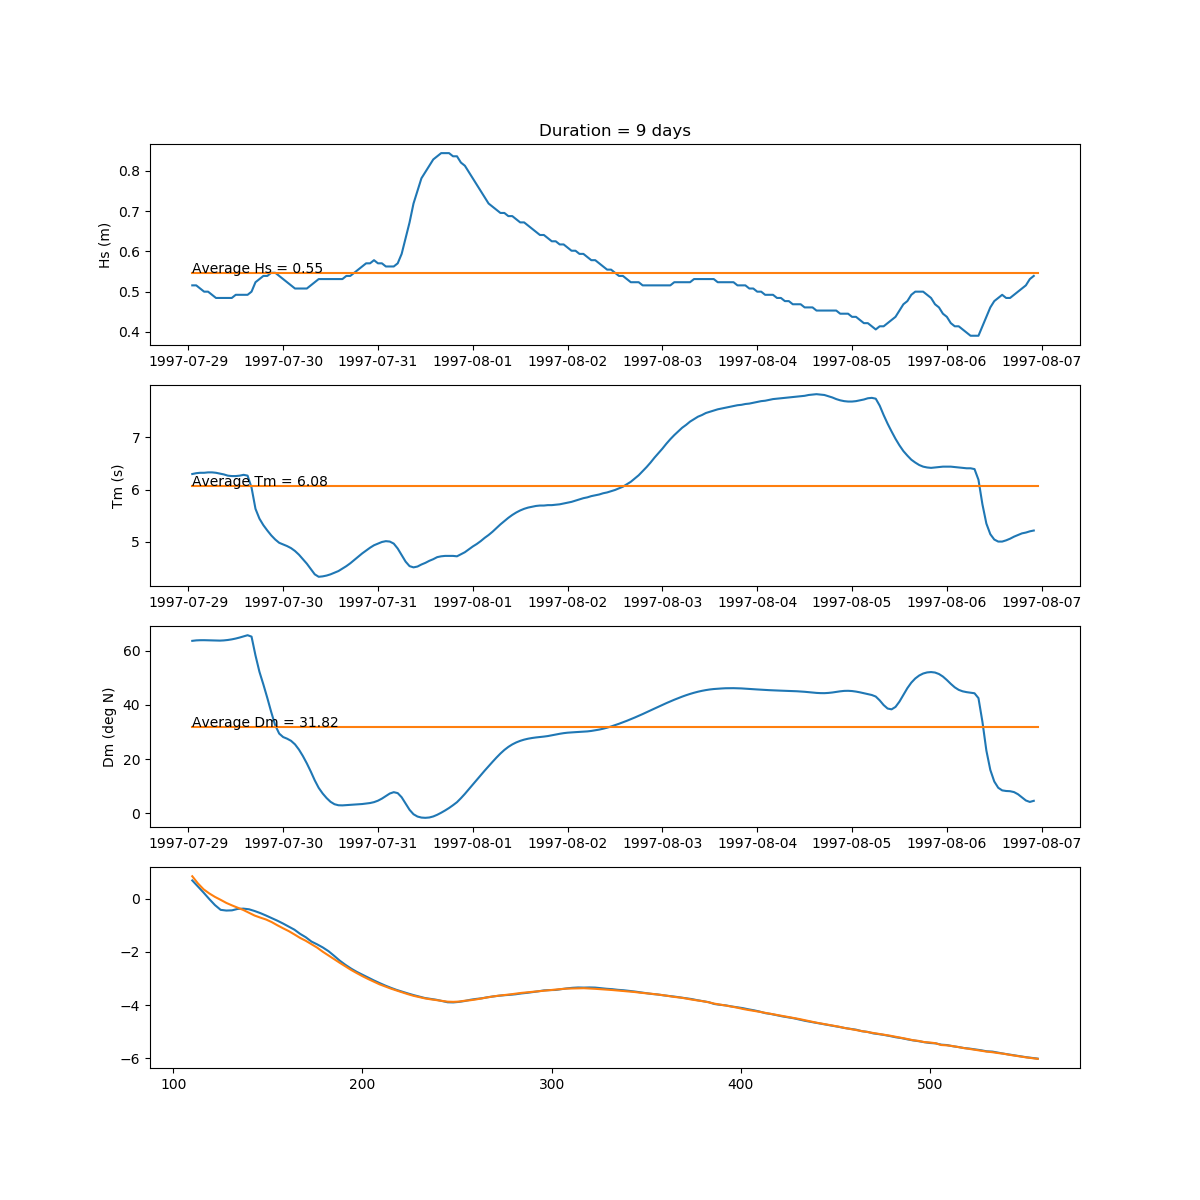 Duration = 9 days
Hs (m)
0.8
0.7
0.6
0.5
0.4
Average Hs = 0.55
1997-07-29 1997-07-30 1997-07-31 1997-08-01 1997-08-02 1997-08-03 1997-08-04 1997-08-05 1997-08-06 1997-08-07
Tm (s)
7
6
5
Average Tm = 6.08
1997-07-29 1997-07-30 1997-07-31 1997-08-01 1997-08-02 1997-08-03 1997-08-04 1997-08-05 1997-08-06 1997-08-07
Dm (deg N)
60
40
20
0
Average Dm = 31.82
1997-07-29 1997-07-30 1997-07-31 1997-08-01 1997-08-02 1997-08-03 1997-08-04 1997-08-05 1997-08-06 1997-08-07
0
−2
−4
−6
100 200 300 400 500